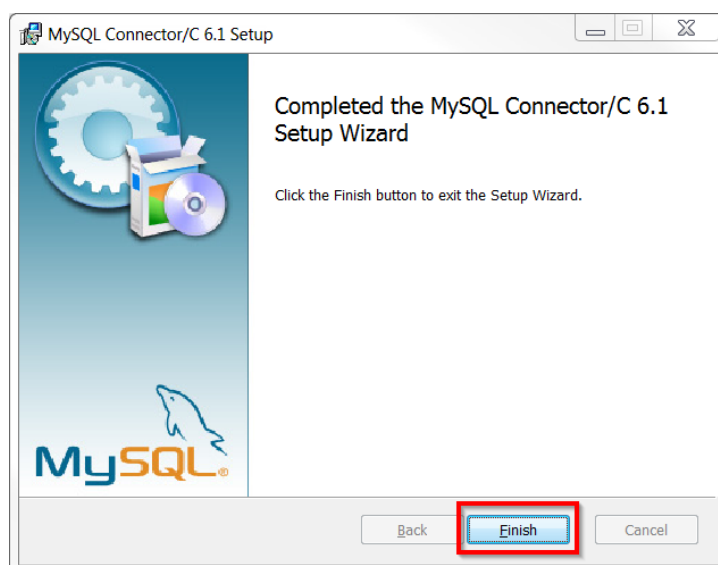 MySQL Connector/C 6.1 Setup
Completed the MySQL Connector/C 6.1
Setup Wizard
Click the Finish button to exit the Setup Wizard.
MySQL®
Back
Finish
Cancel